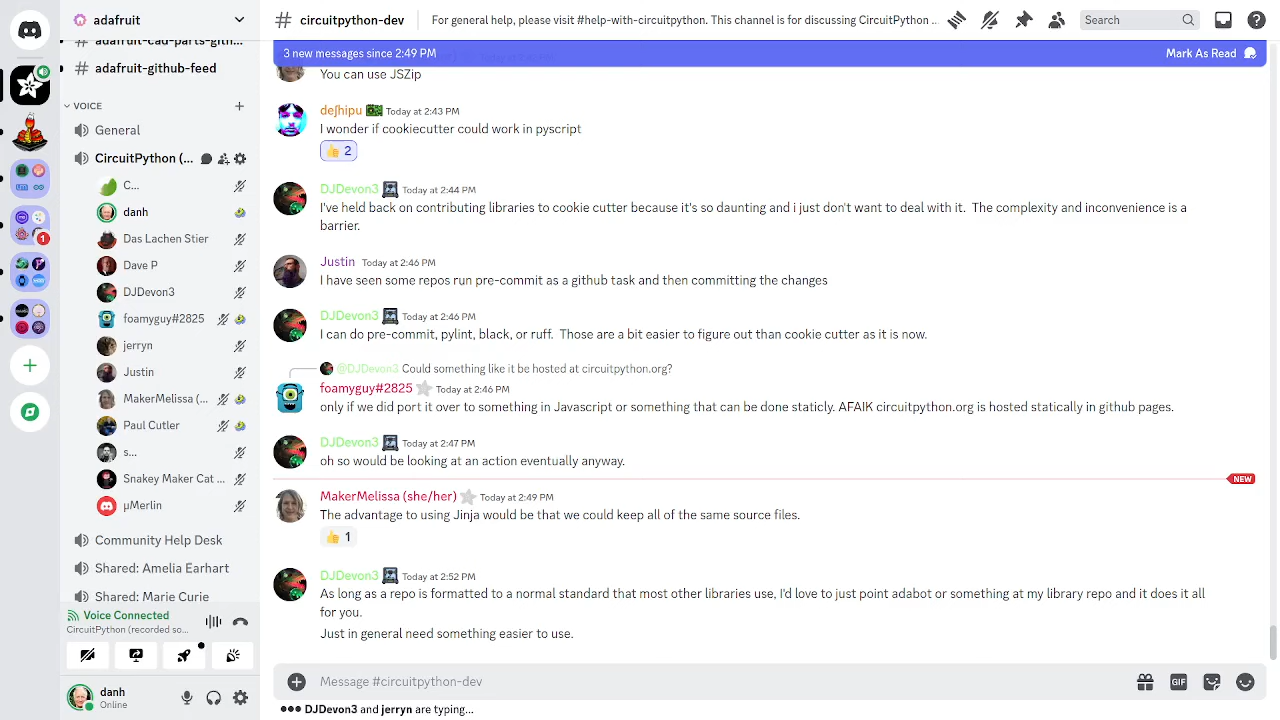 adafruit
# circuitpython-dev
For general help, please visit #help-with-circuitpython. This channel is for discussing CircuitPython ...
Search
3 new messages since 2:49 PM
Mark As Read
# adafruit-cad-parts-gith...
# adafruit-github-feed
VOICE
General
CircuitPython (...
C...
danh
Das Lachen Stier
Dave P
DJDevon3
foamyguy#2825
jerryn
Justin
MakerMelissa (...
Paul Cutler
s...
Snakey Maker Cat ...
µMerlin
Community Help Desk
Shared: Amelia Earhart
Shared: Marie Curie
Voice Connected
CircuitPython (recorded so...
danh
Online
1
You can use JSZip
deʃhipu Today at 2:43 PM
I wonder if cookiecutter could work in pyscript
👍 2
DJDevon3 Today at 2:44 PM
I've held back on contributing libraries to cookie cutter because it's so daunting and i just don't want to deal with it. The complexity and inconvenience is a
barrier.
Justin Today at 2:46 PM
I have seen some repos run pre-commit as a github task and then committing the changes
DJDevon3 Today at 2:46 PM
I can do pre-commit, pylint, black, or ruff. Those are a bit easier to figure out than cookie cutter as it is now.
@DJDevon3 Could something like it be hosted at circuitpython.org?
foamyguy#2825 Today at 2:46 PM
only if we did port it over to something in Javascript or something that can be done staticly. AFAIK circuitpython.org is hosted statically in github pages.
DJDevon3 Today at 2:47 PM
oh so would be looking at an action eventually anyway.
NEW
MakerMelissa (she/her) Today at 2:49 PM
The advantage to using Jinja would be that we could keep all of the same source files.
👍 1
DJDevon3 Today at 2:52 PM
As long as a repo is formatted to a normal standard that most other libraries use, I'd love to just point adabot or something at my library repo and it does it all
for you.
Just in general need something easier to use.
Message #circuitpython-dev
GIF
DJDevon3 and jerryn are typing...